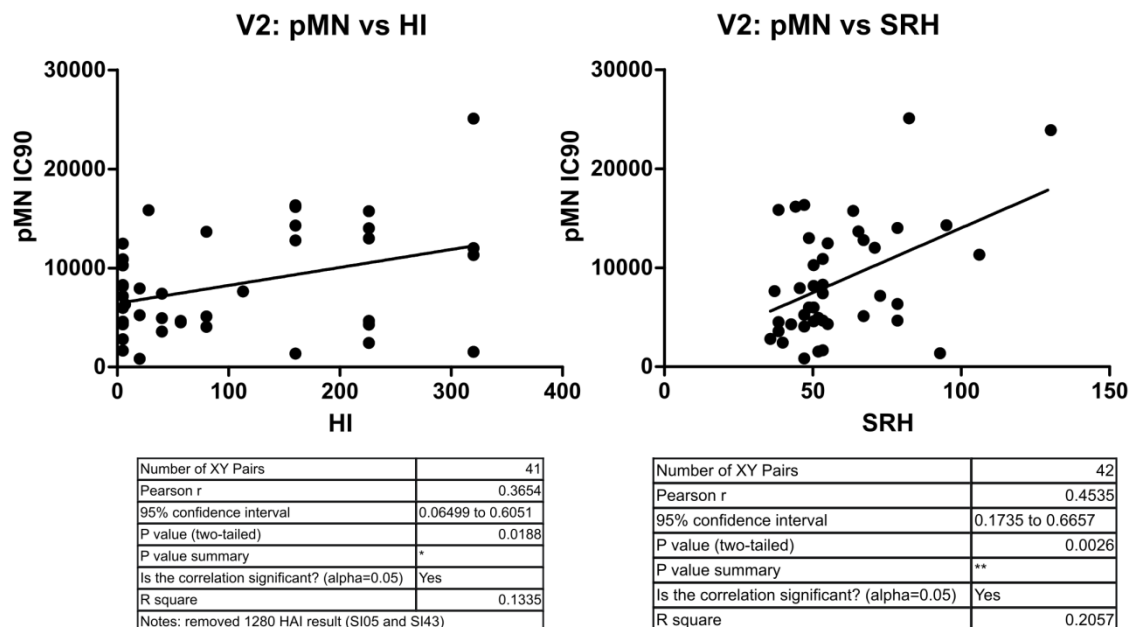 V2: pMN vs HI
pMN IC90
30000
20000
10000
0
0 100 200 300 400
HI
Number of XY Pairs 41
Pearson r 0.3654
95% confidence interval 0.06499 to 0.6051
P value (two-tailed) 0.0188
P value summary *
Is the correlation significant? (alpha=0.05) Yes
R square 0.1335
Notes: removed 1280 HAI result (SI05 and SI43)
V2: pMN vs SRH
pMN IC90
30000
20000
10000
0
0 50 100 150
SRH
Number of XY Pairs 42
Pearson r 0.4535
95% confidence interval 0.1735 to 0.6657
P value (two-tailed) 0.0026
P value summary **
Is the correlation significant? (alpha=0.05) Yes
R square 0.2057